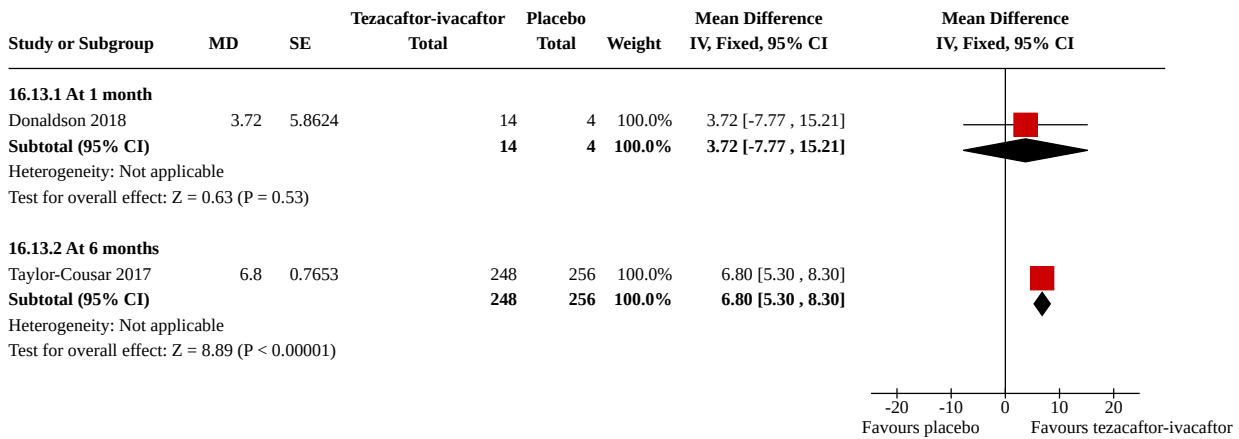 Tezacaftor-ivacaftor Placebo Mean Difference Mean Difference
Study or Subgroup MD SE Total Total Weight IV, Fixed, 95% CI IV, Fixed, 95% CI
16.13.1 At 1 month
Donaldson 2018 3.72 5.8624 14 4 100.0% 3.72 [-7.77 , 15.21]
Subtotal (95% CI) 14 4 100.0% 3.72 [-7.77 , 15.21]
Heterogeneity: Not applicable
Test for overall effect: Z = 0.63 (P = 0.53)
16.13.2 At 6 months
Taylor-Cousar 2017 6.8 0.7653 248 256 100.0% 6.80 [5.30 , 8.30]
Subtotal (95% CI) 248 256 100.0% 6.80 [5.30 , 8.30]
Heterogeneity: Not applicable
Test for overall effect: Z = 8.89 (P < 0.00001)
-20 -10 0 10 20
Favours placebo Favours tezacaftor-ivacaftor